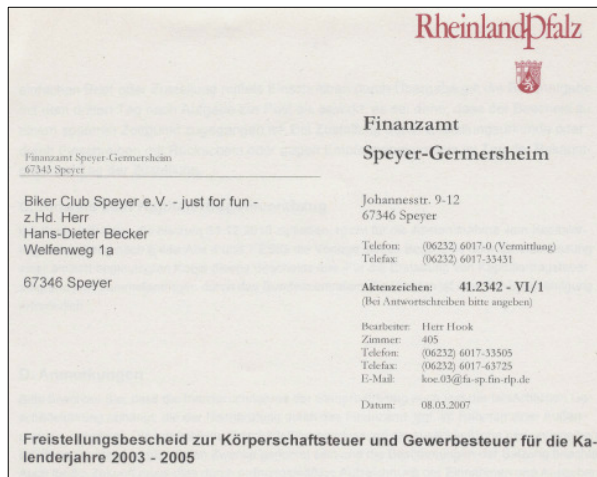 RheinlandPfalz
Finanzamt
Speyer-Germersheim
Finanzamt Speyer-Germersheim
67343 Speyer
Biker Club Speyer e.V. - just for fun -
z.Hd. Herr
Hans-Dieter Becker
Welfenweg 1a
67346 Speyer
Johannesstr. 9-12
67346 Speyer
Telefon: (06232) 6017-0 (Vermittlung)
Telefax: (06232) 6017-33431
Aktenzeichen: 41.2342 - VI/1
(Bei Antwortschreiben bitte angeben)
Bearbeiter: Herr Hook
Zimmer: 405
Telefon: (06232) 6017-33505
Telefax: (06232) 6017-63725
E-Mail: koe.03@fa-sp.fin-rlp.de
Datum: 08.03.2007
Freistellungsbescheid zur Körperschaftsteuer und Gewerbesteuer für die Ka-
lenderjahre 2003 - 2005